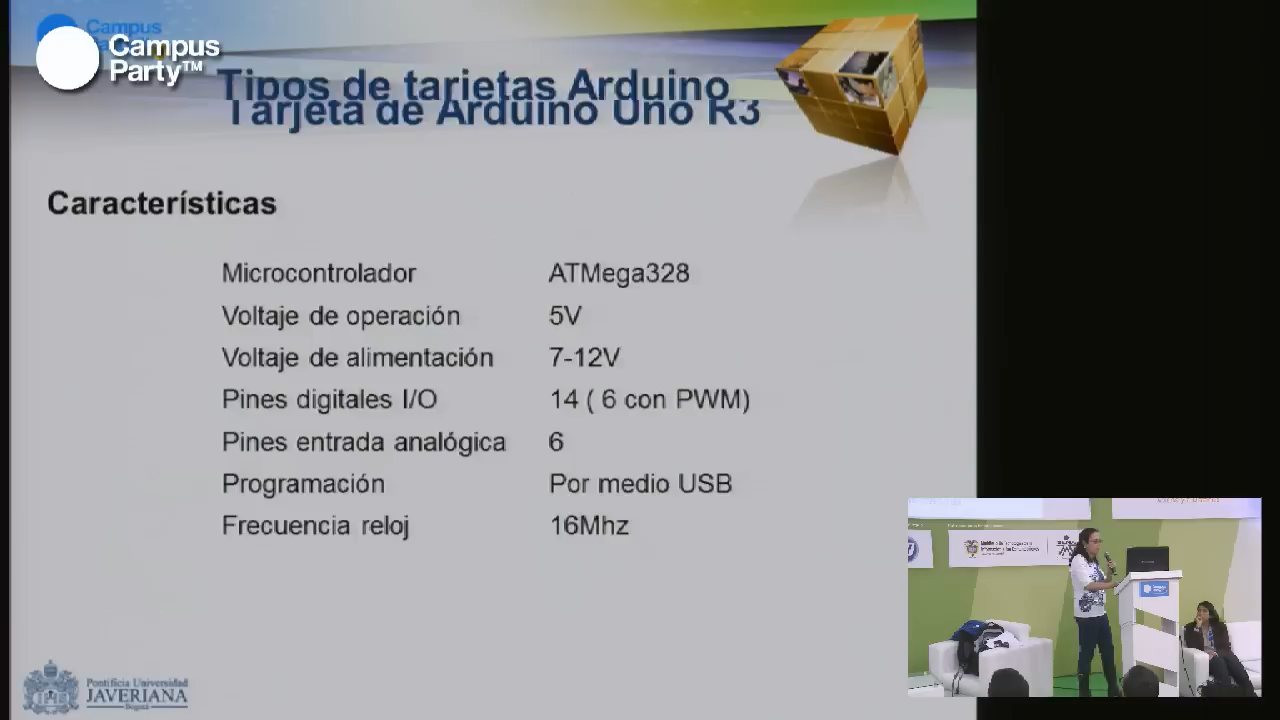 Campus
Campus
Party™
Tipos de tarjetas Arduino
Tarjeta de Arduino Uno R3
Características
Microcontrolador ATMega328
Voltaje de operación 5V
Voltaje de alimentación 7-12V
Pines digitales I/O 14 ( 6 con PWM)
Pines entrada analógica 6
Programación Por medio USB
Frecuencia reloj 16Mhz
Pontificia Universidad
JAVERIANA
Bogotá